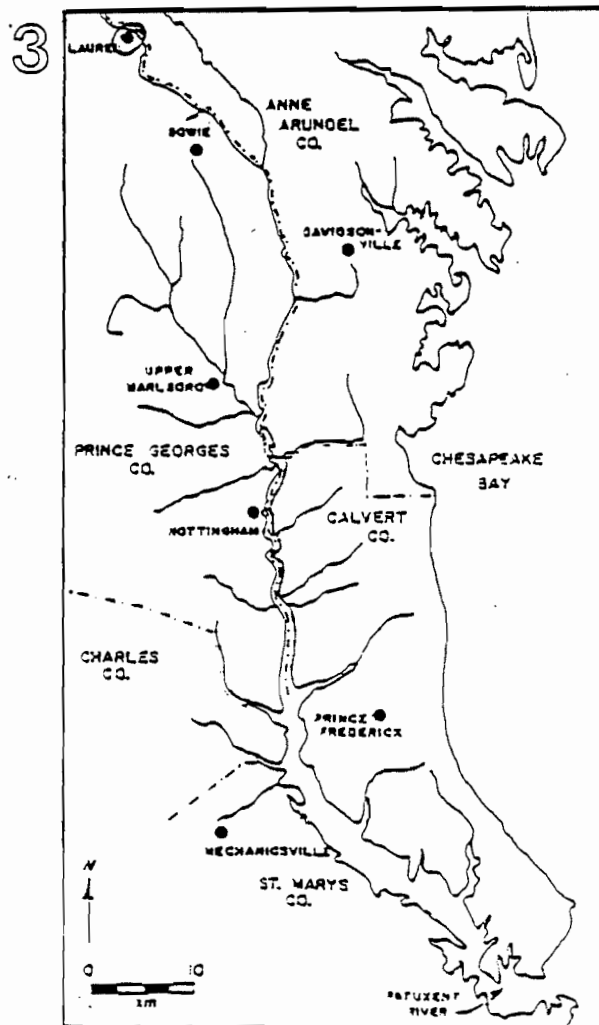 3
LAUREL
ANNE
ARUNDEL
CO.
BOWIE
DAVIDSON-
VILLE
UPPER
MARLBORO
PRINCE GEORGES
CO.
CHESAPEAKE
BAY
NOTTINGHAM
CALVERT
CO.
CHARLES
CO.
PRINCE
FREDERICK
MECHANICSVILLE
ST. MARYS
CO.
N
0 10
km
PATUXENT
RIVER